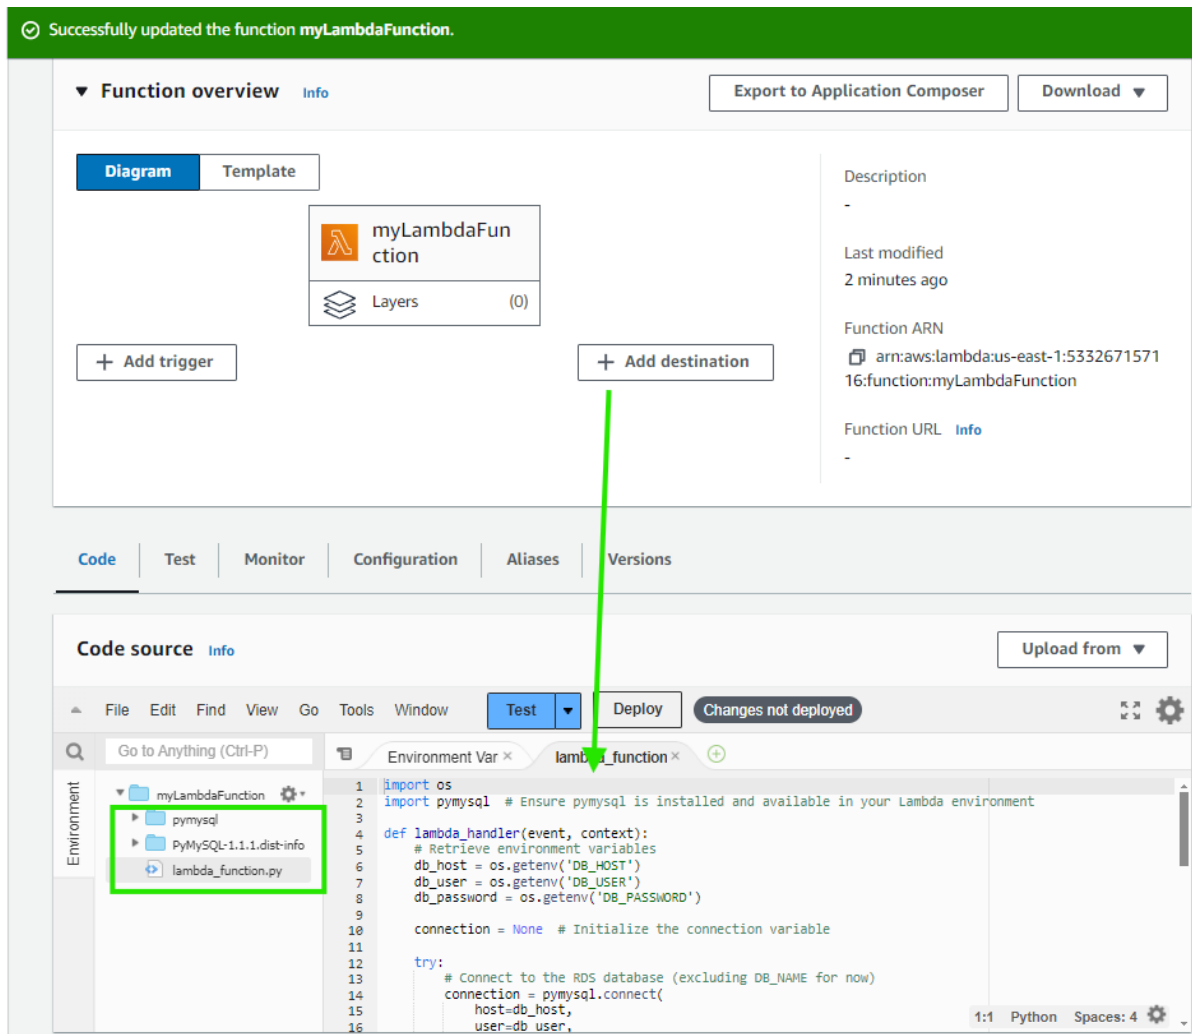 Successfully updated the function myLambdaFunction.
Function overview Info
Export to Application Composer
Download
Diagram
Template
myLambdaFun
ction
Layers (0)
Add trigger
Add destination
Description
-
Last modified
2 minutes ago
Function ARN
arn:aws:lambda:us-east-1:5332671571
16:function:myLambdaFunction
Function URL Info
-
Code Test Monitor Configuration Aliases Versions
Code source Info
Upload from
File Edit Find View Go Tools Window Test Deploy Changes not deployed
Go to Anything (Ctrl-P)
Environment Var
_function
Environment
myLambdaFunction
pymysql
PyMySQL-1.1.1.dist-info
lambda_function.py
1 import os
2 import pymysql # Ensure pymysql is installed and available in your Lambda environment
3
4 def lambda_handler(event, context):
5 # Retrieve environment variables
6 db_host = os.getenv('DB_HOST')
7 db_user = os.getenv('DB_USER')
8 db_password = os.getenv('DB_PASSWORD')
9
10 connection = None # Initialize the connection variable
11
12 try:
13 # Connect to the RDS database (excluding DB_NAME for now)
14 connection = pymysql.connect(
15 host=db_host,
16 user=db_user,
1:1 Python Spaces: 4